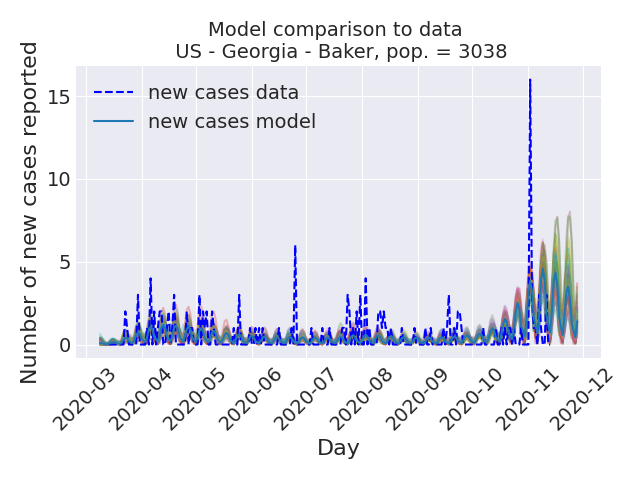 Model comparison to data
US - Georgia - Baker, pop. = 3038
Number of new cases reported
15
10
5
0
new cases data
new cases model
2020-03
2020-04
2020-05
2020-06
2020-07
2020-08
2020-09
2020-10
2020-11
2020-12
Day